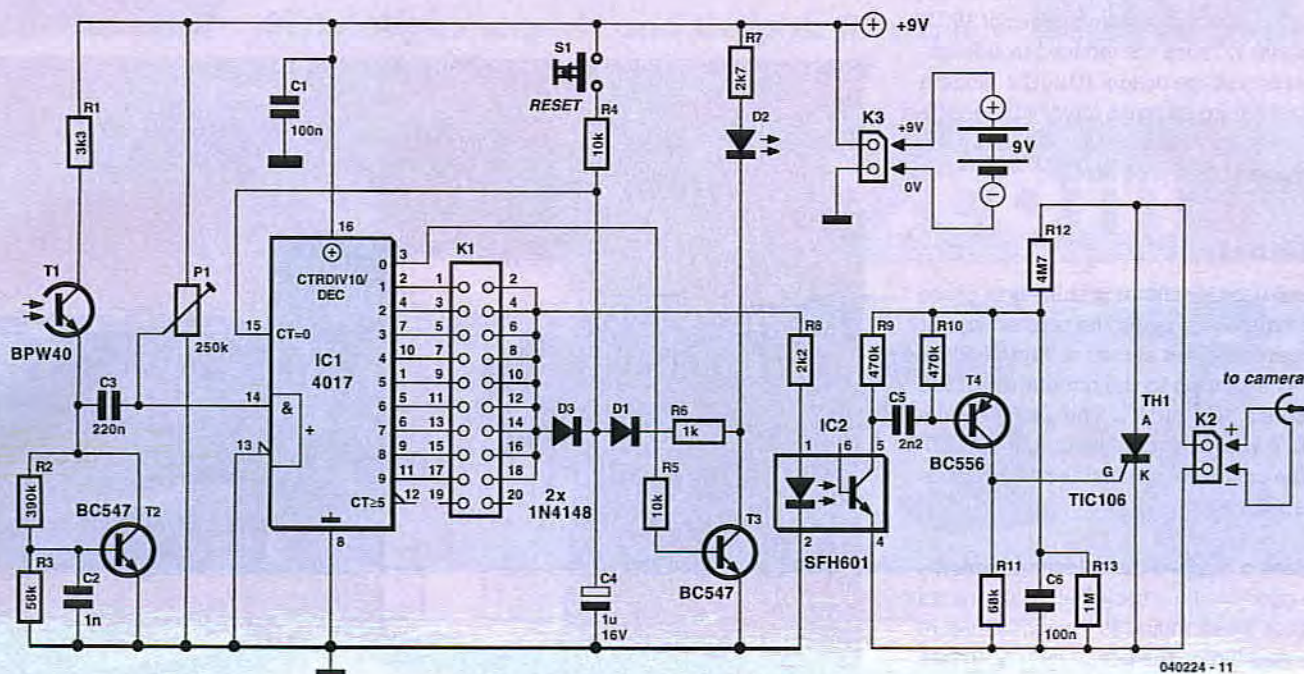 +9V
R1
3k3
C1
100n
S1
RESET
R4
10k
R7
2k7
D2
K3
+9V
0V
9V
T1
BPW40
P1
250k
16
CTRDIV10/
DEC
15
CT=0
IC1
4017
14
&
+
13
CT≥5
8
3
0
2
1
4
2
7
3
10
4
1
5
5
6
6
7
9
8
11
9
12
K1
1
2
3
4
5
6
7
8
9
10
11
12
13
14
15
16
17
18
19
20
C3
220n
R2
390k
BC547
T2
R3
56k
C2
1n
D3
D1
2x
1N4148
R6
1k
R5
10k
T3
BC547
C4
1u
16V
R8
2k2
IC2
1
6
5
2
4
SFH601
R9
470k
R10
470k
C5
2n2
T4
BC556
R12
4M7
R11
68k
C6
100n
R13
1M
TH1
A
G
K
TIC106
K2
+
−
to camera
040224 - 11